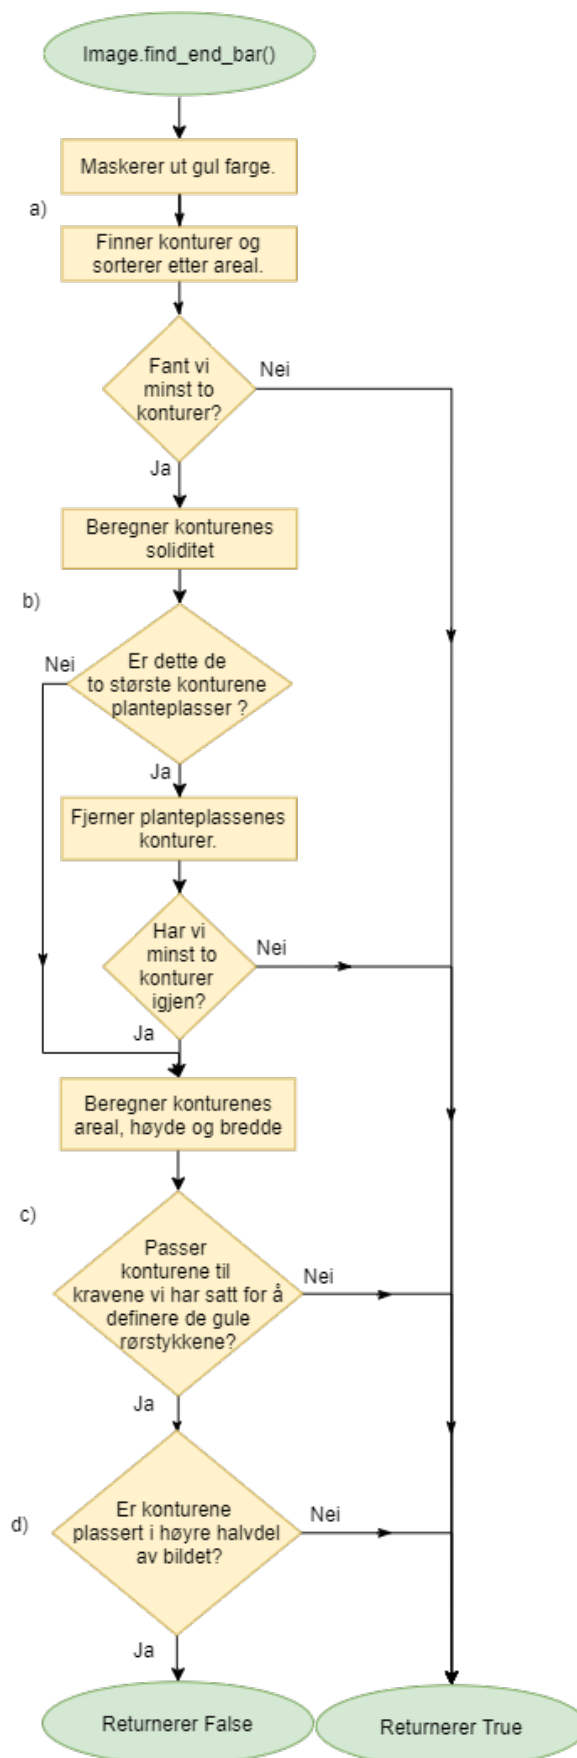 Image.find_end_bar()
Maskerer ut gul farge.
a)
Finner konturer og
sorterer etter areal.
Fant vi
minst to
konturer?
Nei
Ja
Beregner konturenes
soliditet
b)
Er dette de
to største konturene
planteplasser ?
Nei
Ja
Fjerner planteplassenes
konturer.
Har vi
minst to
konturer
igjen?
Nei
Ja
Beregner konturenes
areal, høyde og bredde
c)
Passer
konturene til
kravene vi har satt for å
definere de gule
rørstykkene?
Nei
Ja
d)
Er konturene
plassert i høyre halvdel
av bildet?
Nei
Ja
Returnerer False
Returnerer True